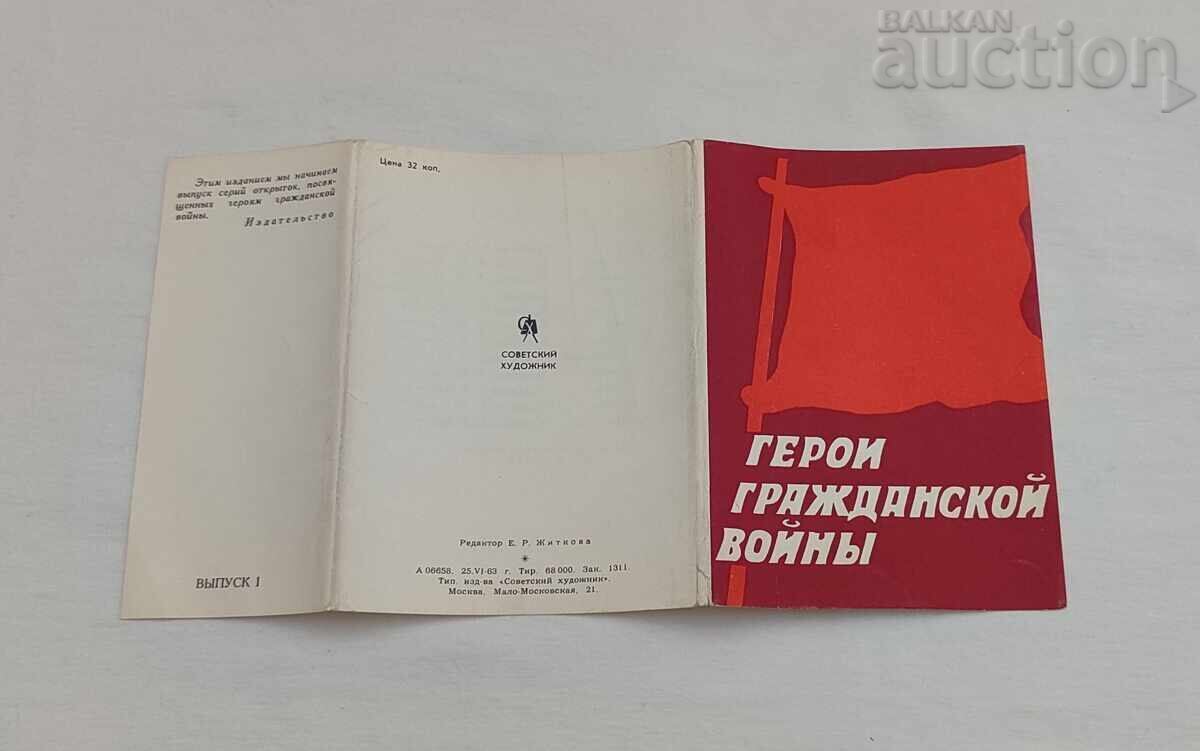 BALKAN
auction
Этим изданием мы начинаем
выпуск серий открыток, посвя-
щенных героям гражданской
войны.
Издательство
ВЫПУСК 1
Цена 32 коп.
СОВЕТСКИЙ
ХУДОЖНИК
Редактор Е. Р. Житкова
*
А 06658. 25.VI-63 г. Тир. 68 000. Зак. 1311.
Тип. изд-ва «Советский художник».
Москва, Мало-Московская, 21.
ГЕРОИ
ГРАЖДАНСКОЙ
ВОЙНЫ